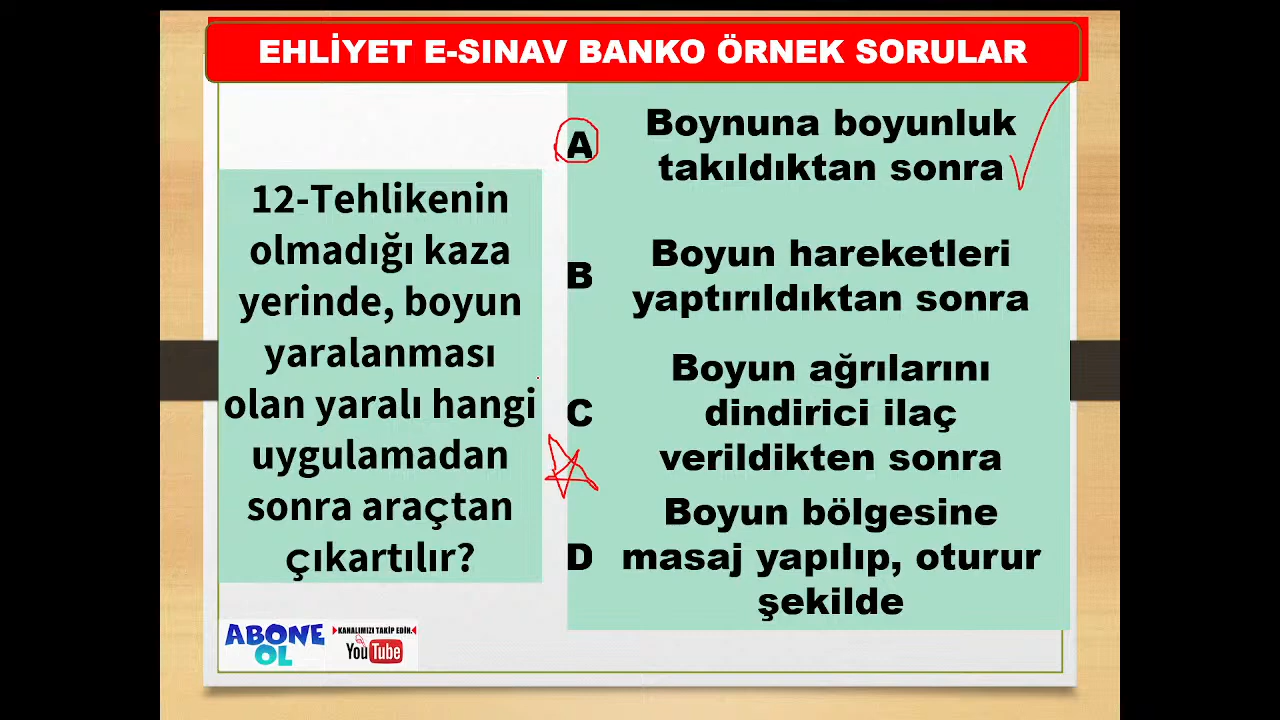 EHLİYET E-SINAV BANKO ÖRNEK SORULAR
12-Tehlikenin
olmadığı kaza
yerinde, boyun
yaralanması
olan yaralı hangi
uygulamadan
sonra araçtan
çıkartılır?
A
Boynuna boyunluk
takıldıktan sonra
B
Boyun hareketleri
yaptırıldıktan sonra
C
Boyun ağrılarını
dindirici ilaç
verildikten sonra
D
Boyun bölgesine
masaj yapılıp, oturur
şekilde
ABONE
OL
KANALIMIZI TAKİP EDİN.
YouTube